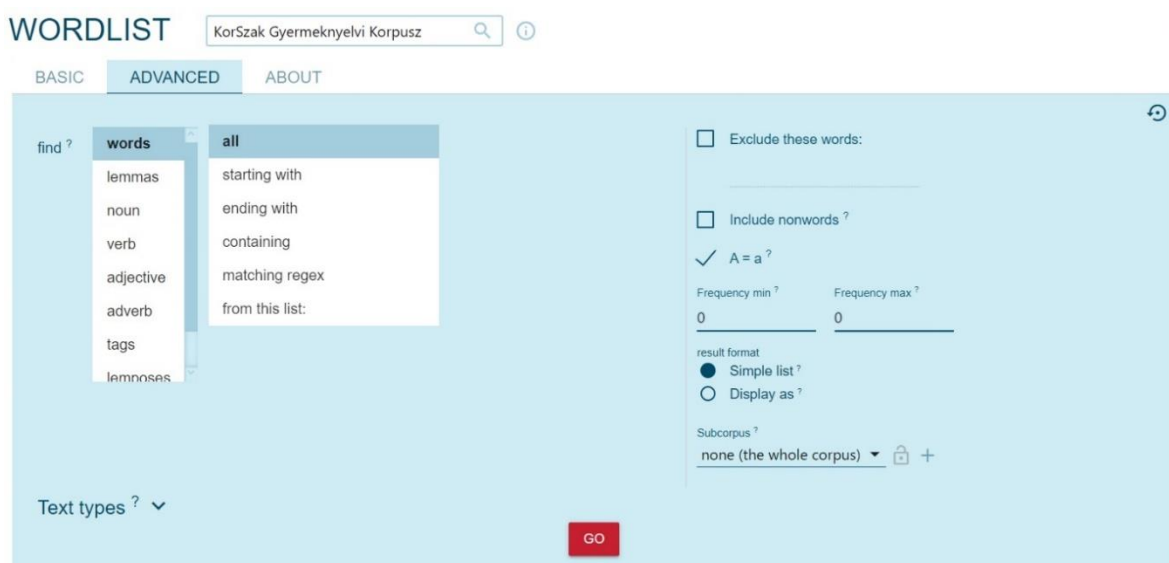 WORDLIST KorSzak Gyermeknyelvi Korpusz
BASIC ADVANCED ABOUT
find ?
words
lemmas
noun
verb
adjective
adverb
tags
lemposes
all
starting with
ending with
containing
matching regex
from this list:
Exclude these words:
Include nonwords ?
A = a ?
Frequency min ? Frequency max ?
0 0
result format
Simple list ?
Display as ?
Subcorpus ?
none (the whole corpus)
Text types ?
GO